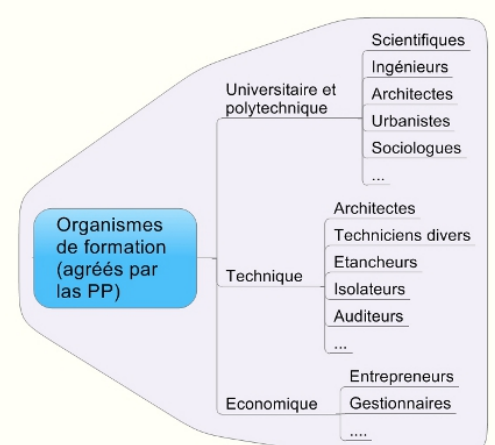 Organismes
de formation
(agréés par
las PP)
Universitaire et
polytechnique
Scientifiques
Ingénieurs
Architectes
Urbanistes
Sociologues
...
Technique
Architectes
Techniciens divers
Etancheurs
Isolateurs
Auditeurs
...
Economique
Entrepreneurs
Gestionnaires
....